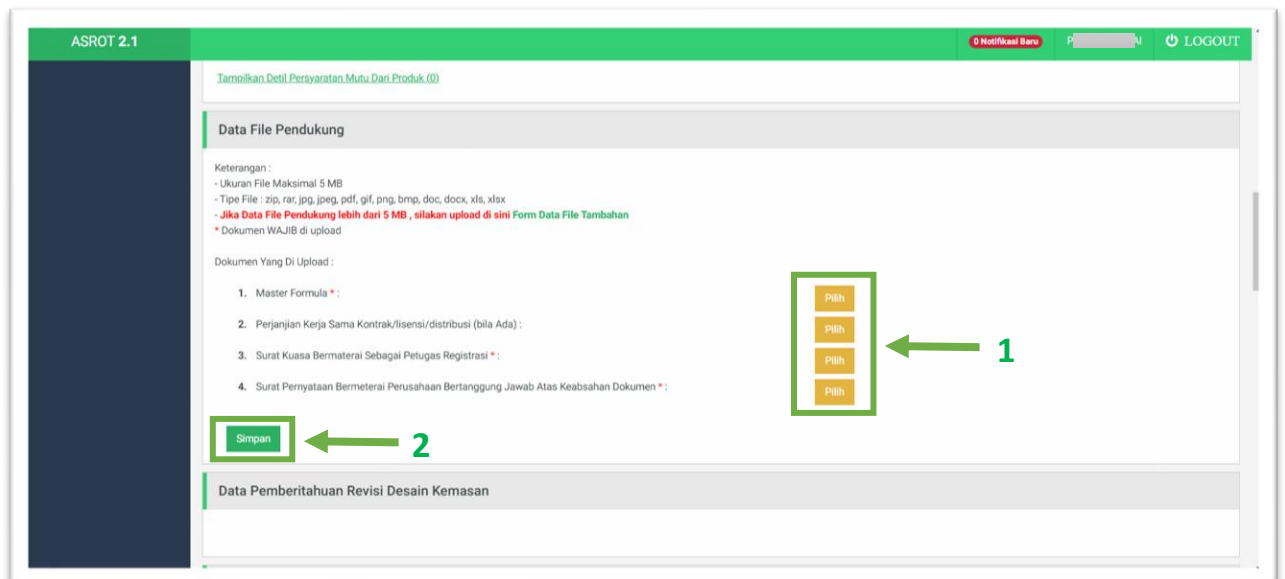 ASROT 2.1
0 Notifikasi Baru
LOGOUT
Tampilkan Detil Persyaratan Mutu Dari Produk (0)
Data File Pendukung
Keterangan :
- Ukuran File Maksimal 5 MB
- Tipe File : zip, rar, jpg, jpeg, pdf, gif, png, bmp, doc, docx, xls, xlsx
- Jika Data File Pendukung lebih dari 5 MB , silakan upload di sini Form Data File Tambahan
* Dokumen WAJIB di upload
Dokumen Yang Di Upload :
1. Master Formula * :
Pilih
2. Perjanjian Kerja Sama Kontrak/lisensi/distribusi (bila Ada) :
Pilih
3. Surat Kuasa Bermaterai Sebagai Petugas Registrasi * :
Pilih
4. Surat Pernyataan Bermeterai Perusahaan Bertanggung Jawab Atas Keabsahan Dokumen * :
Pilih
1
Simpan
2
Data Pemberitahuan Revisi Desain Kemasan